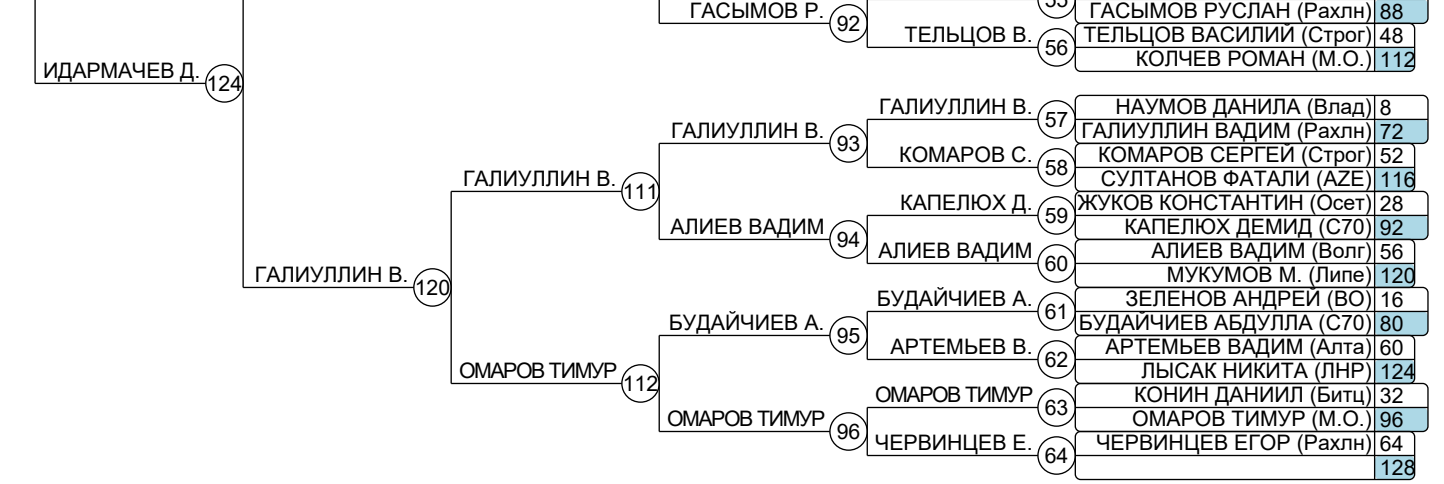 55
ГАСЫМОВ Р. 92 ГАСЫМОВ РУСЛАН (Рахлн) 88
ТЕЛЬЦОВ В. 56 ТЕЛЬЦОВ ВАСИЛИЙ (Строг) 48
КОЛЧЕВ РОМАН (М.О.) 112
ИДАРМАЧЕВ Д. 124
ГАЛИУЛЛИН В. 57 НАУМОВ ДАНИЛА (Влад) 8
ГАЛИУЛЛИН В. 93 ГАЛИУЛЛИН ВАДИМ (Рахлн) 72
КОМАРОВ С. 58 КОМАРОВ СЕРГЕЙ (Строг) 52
ГАЛИУЛЛИН В. 111 СУЛТАНОВ ФАТАЛИ (AZE) 116
КАПЕЛЮХ Д. 59 ЖУКОВ КОНСТАНТИН (Осет) 28
АЛИЕВ ВАДИМ 94 КАПЕЛЮХ ДЕМИД (С70) 92
АЛИЕВ ВАДИМ 60 АЛИЕВ ВАДИМ (Волг) 56
ГАЛИУЛЛИН В. 120 МУКУМОВ М. (Липе) 120
БУДАЙЧИЕВ А. 61 ЗЕЛЕНОВ АНДРЕЙ (ВО) 16
БУДАЙЧИЕВ А. 95 БУДАЙЧИЕВ АБДУЛЛА (С70) 80
АРТЕМЬЕВ В. 62 АРТЕМЬЕВ ВАДИМ (Алта) 60
ОМАРОВ ТИМУР 112 ЛЫСАК НИКИТА (ЛНР) 124
ОМАРОВ ТИМУР 63 КОНИН ДАНИИЛ (Битц) 32
ОМАРОВ ТИМУР 96 ОМАРОВ ТИМУР (М.О.) 96
ЧЕРВИНЦЕВ Е. 64 ЧЕРВИНЦЕВ ЕГОР (Рахлн) 64
128